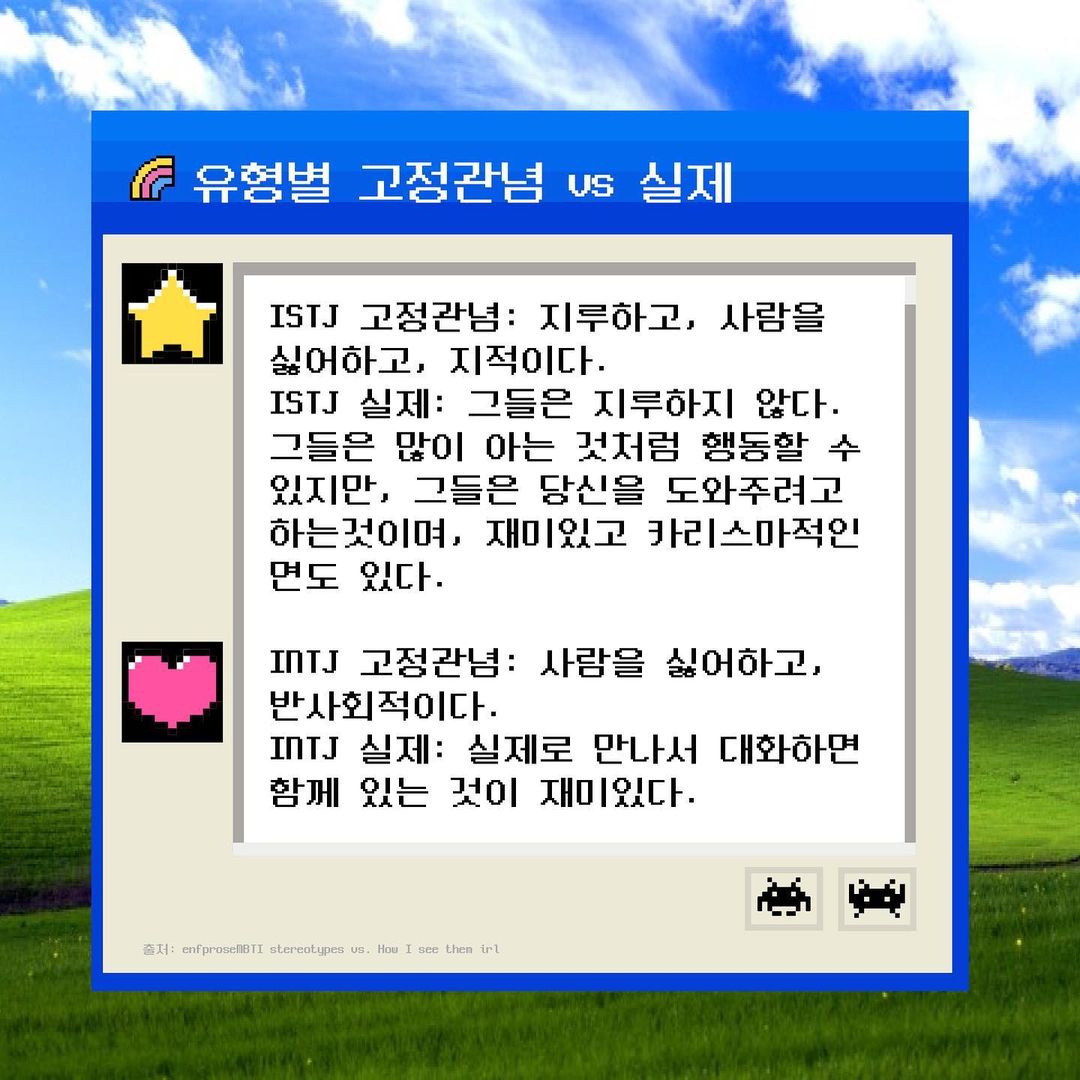 유형별 고정관념 vs 실제
ISTJ 고정관념: 지루하고, 사람을
싫어하고, 지적이다.
ISTJ 실제: 그들은 지루하지 않다.
그들은 많이 아는 것처럼 행동할 수
있지만, 그들은 당신을 도와주려고
하는것이며, 재미있고 카리스마적인
면도 있다.
INTJ 고정관념: 사람을 싫어하고,
반사회적이다.
INTJ 실제: 실제로 만나서 대화하면
함께 있는 것이 재미있다.
출처: enfproseMBTI stereotypes vs. How I see them irl